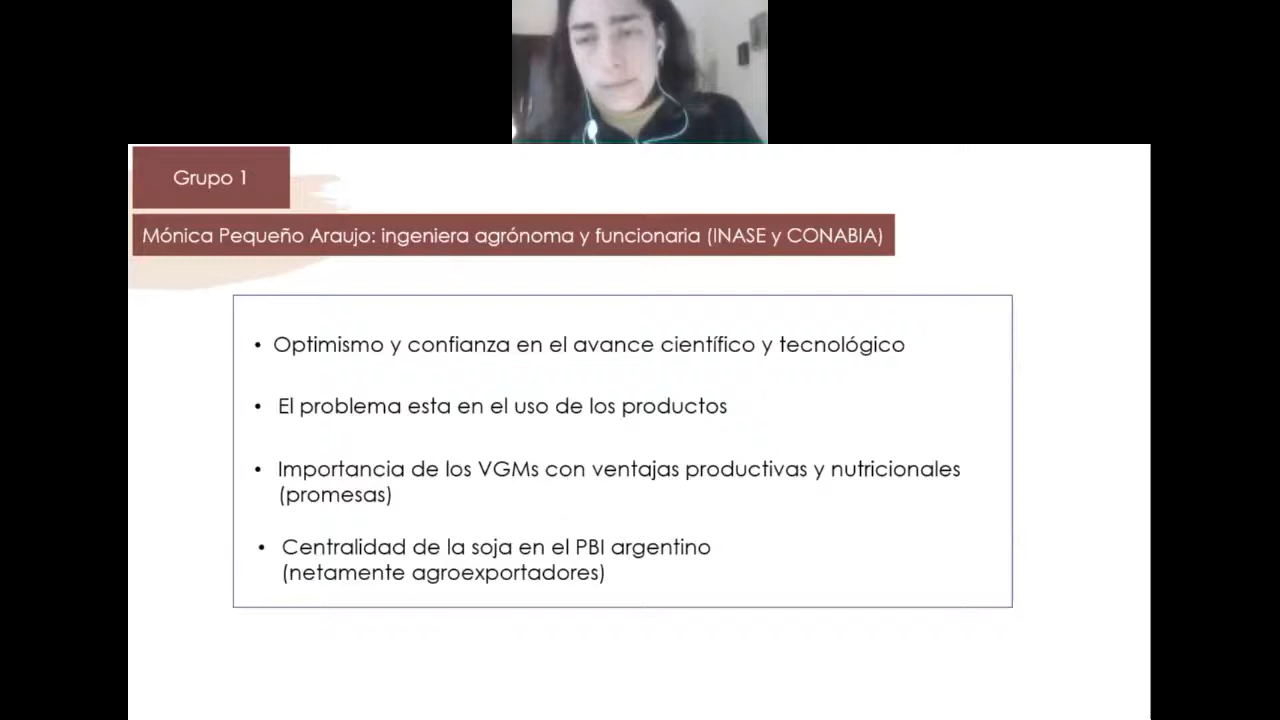 Grupo 1
Mónica Pequeño Araujo: ingeniera agrónoma y funcionaria (INASE y CONABIA)
• Optimismo y confianza en el avance científico y tecnológico
• El problema esta en el uso de los productos
• Importancia de los VGMs con ventajas productivas y nutricionales
(promesas)
• Centralidad de la soja en el PBI argentino
(netamente agroexportadores)